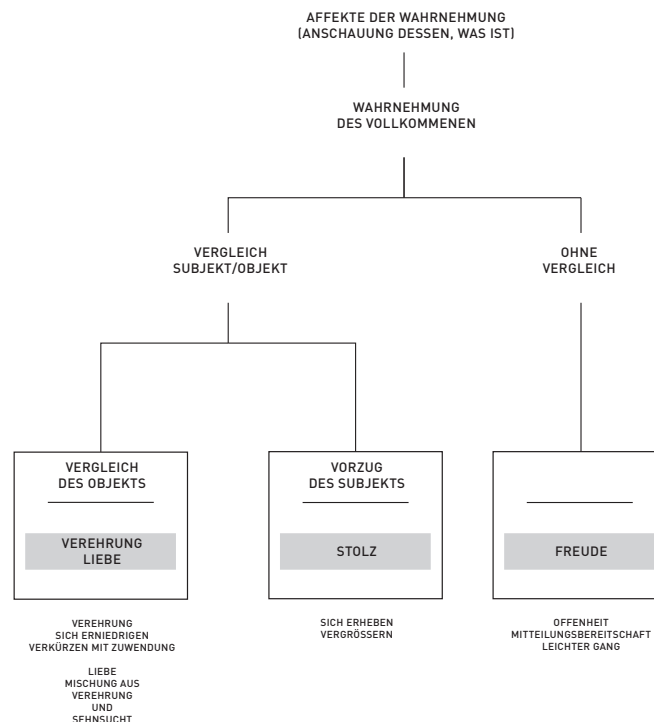 AFFEKTE DER WAHRNEHMUNG
(ANSCHAUUNG DESSEN, WAS IST)
WAHRNEHMUNG
DES VOLLKOMMENEN
VERGLEICH
SUBJEKT/OBJEKT
OHNE
VERGLEICH
VERGLEICH
DES OBJEKTS
VEREHRUNG
LIEBE
VORZUG
DES SUBJEKTS
STOLZ
FREUDE
VEREHRUNG
SICH ERNIEDRIGEN
VERKÜRZEN MIT ZUWENDUNG
LIEBE
MISCHUNG AUS
VEREHRUNG
UND
SEHNSUCHT
SICH ERHEBEN
VERGRÖSSERN
OFFENHEIT
MITTEILUNGSBEREITSCHAFT
LEICHTER GANG